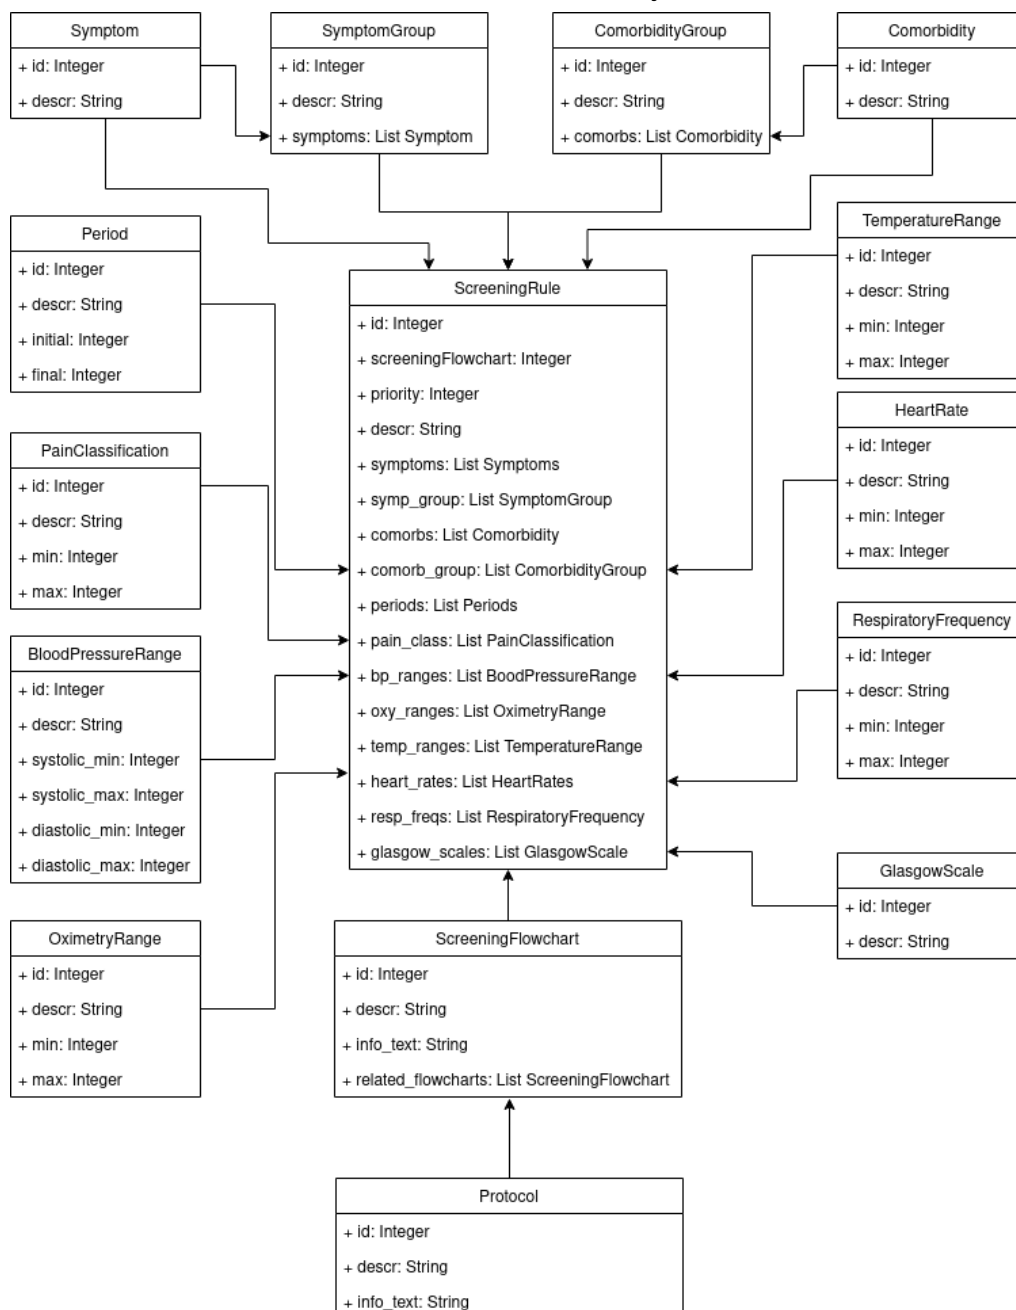 Symptom
+ id: Integer
+ descr: String
SymptomGroup
+ id: Integer
+ descr: String
+ symptoms: List Symptom
ComorbidityGroup
+ id: Integer
+ descr: String
+ comorbs: List Comorbidity
Comorbidity
+ id: Integer
+ descr: String
Period
+ id: Integer
+ descr: String
+ initial: Integer
+ final: Integer
PainClassification
+ id: Integer
+ descr: String
+ min: Integer
+ max: Integer
BloodPressureRange
+ id: Integer
+ descr: String
+ systolic_min: Integer
+ systolic_max: Integer
+ diastolic_min: Integer
+ diastolic_max: Integer
OximetryRange
+ id: Integer
+ descr: String
+ min: Integer
+ max: Integer
ScreeningRule
+ id: Integer
+ screeningFlowchart: Integer
+ priority: Integer
+ descr: String
+ symptoms: List Symptoms
+ symp_group: List SymptomGroup
+ comorbs: List Comorbidity
+ comorb_group: List ComorbidityGroup
+ periods: List Periods
+ pain_class: List PainClassification
+ bp_ranges: List BoodPressureRange
+ oxy_ranges: List OximetryRange
+ temp_ranges: List TemperatureRange
+ heart_rates: List HeartRates
+ resp_freqs: List RespiratoryFrequency
+ glasgow_scales: List GlasgowScale
TemperatureRange
+ id: Integer
+ descr: String
+ min: Integer
+ max: Integer
HeartRate
+ id: Integer
+ descr: String
+ min: Integer
+ max: Integer
RespiratoryFrequency
+ id: Integer
+ descr: String
+ min: Integer
+ max: Integer
GlasgowScale
+ id: Integer
+ descr: String
ScreeningFlowchart
+ id: Integer
+ descr: String
+ info_text: String
+ related_flowcharts: List ScreeningFlowchart
Protocol
+ id: Integer
+ descr: String
+ info_text: String